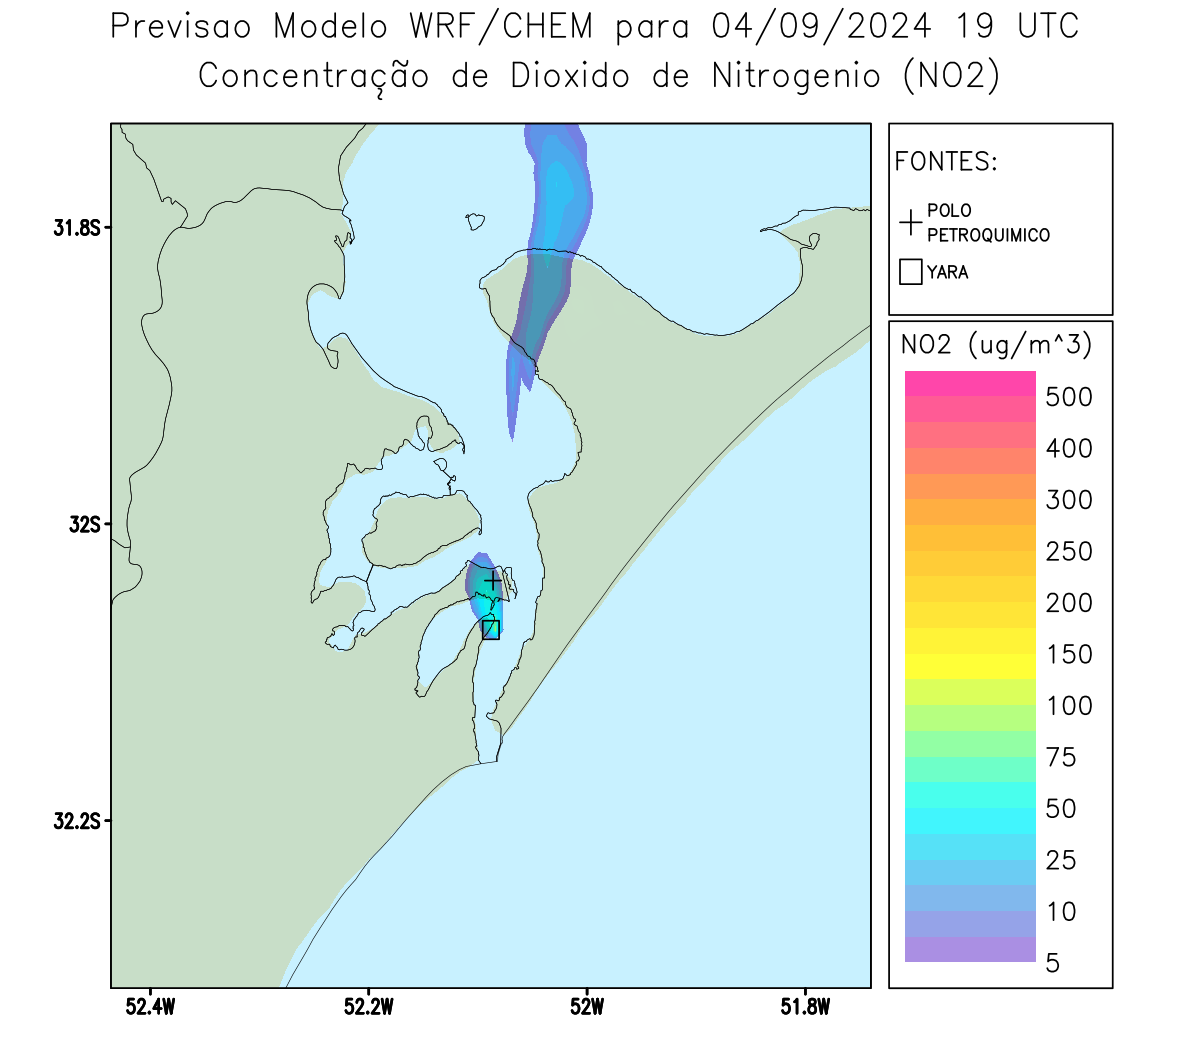 Previsao Modelo WRF/CHEM para 04/09/2024 19 UTC
Concentração de Dioxido de Nitrogenio (NO2)
FONTES:
POLO
PETROQUIMICO
YARA
NO2 (ug/m^3)
500
400
300
250
200
150
100
75
50
25
10
5
31.8S
32S
32.2S
52.4W
52.2W
52W
51.8W